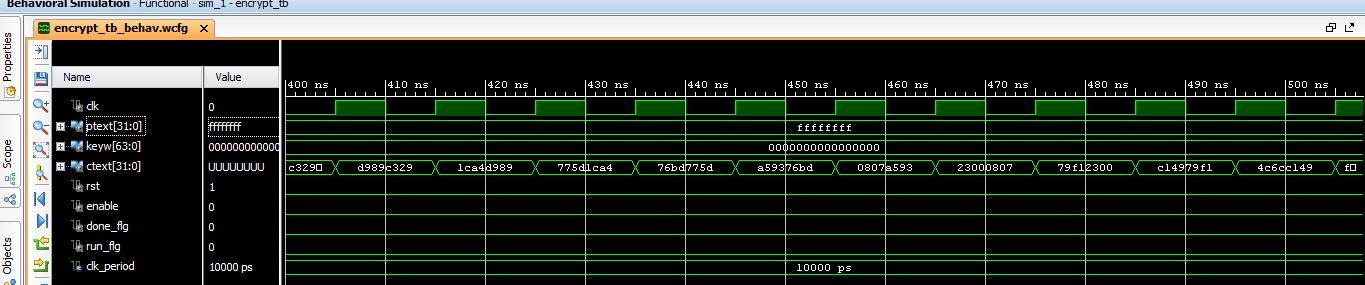 Behavioral Simulation - Functional - sim_1 - encrypt_tb
encrypt_tb_behav.wcfg
Properties
Scope
Objects
Name Value
400 ns 410 ns 420 ns 430 ns 440 ns 450 ns 460 ns 470 ns 480 ns 490 ns 500 ns
clk 0
ptext[31:0] ffffffff ffffffff
keyw[63:0] 000000000000 0000000000000000
ctext[31:0] UUUUUUUU c329 d989c329 1ca4d989 775d1ca4 76bd775d a59376bd 0807a593 23000807 79f12300 c14979f1 4c6cc149 f
rst 1
enable 0
done_flg 0
run_flg 0
clk_period 10000 ps 10000 ps